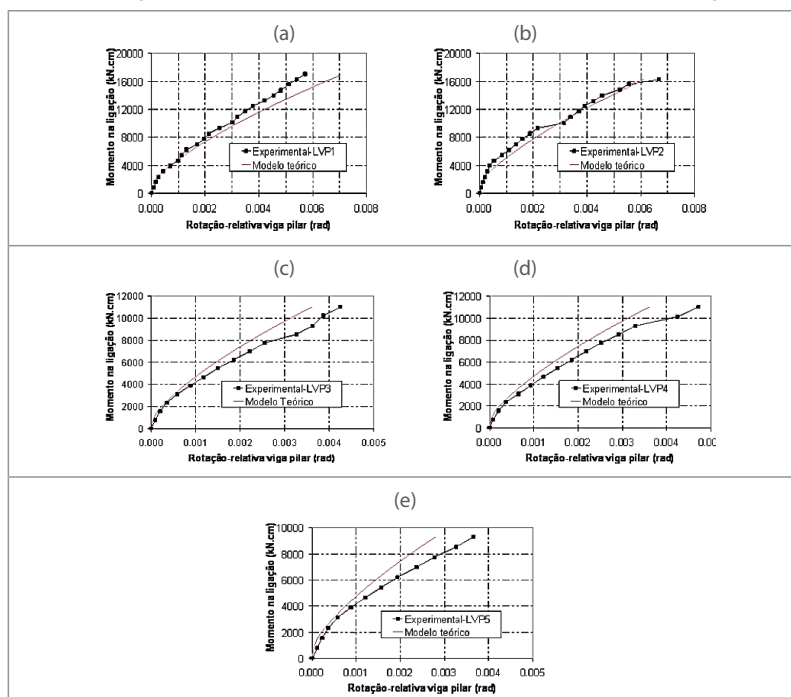 (a)
(b)
Momento na ligação (kN.cm)
20000
16000
12000
8000
4000
0
Experimental-LVP1
Modelo teórico
0.000 0.002 0.004 0.006 0.008
Rotação-relativa viga pilar (rad)
Momento na ligação (kN.cm)
20000
16000
12000
8000
4000
0
Experimental-LVP2
Modelo teórico
0.000 0.002 0.004 0.006 0.008
Rotação-relativa viga pilar (rad)
(c)
(d)
Momento na ligação (kN.cm)
12000
10000
8000
6000
4000
2000
0
Experimental-LVP3
Modelo Teórico
0.000 0.001 0.002 0.003 0.004 0.005
Rotação-relativa viga pilar (rad)
Momento na ligação (kN.cm)
12000
10000
8000
6000
4000
2000
0
Experimental-LVP4
Modelo teórico
0.000 0.001 0.002 0.003 0.004 0.00
Rotação-relativa viga pilar (rad)
(e)
Momento na ligação (kN.cm)
10000
8000
6000
4000
2000
0
Experimental-LVP5
Modelo teórico
0.000 0.001 0.002 0.003 0.004 0.005
Rotação-relativa viga pilar (rad)